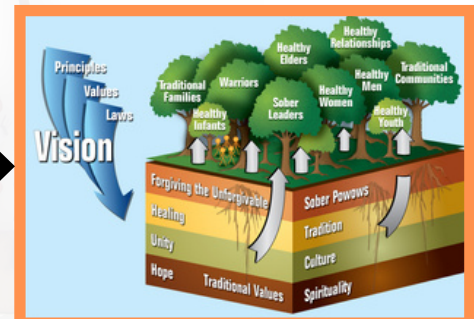 Principles
Values
Laws
Vision
Healthy
Elders
Healthy
Relationships
Traditional
Families
Warriors
Healthy
Men
Traditional
Communities
Healthy
Infants
Sober
Leaders
Healthy
Women
Healthy
Youth
Forgiving the Unforgivable
Healing
Unity
Hope
Traditional Values
Sober Powows
Tradition
Culture
Spirituality